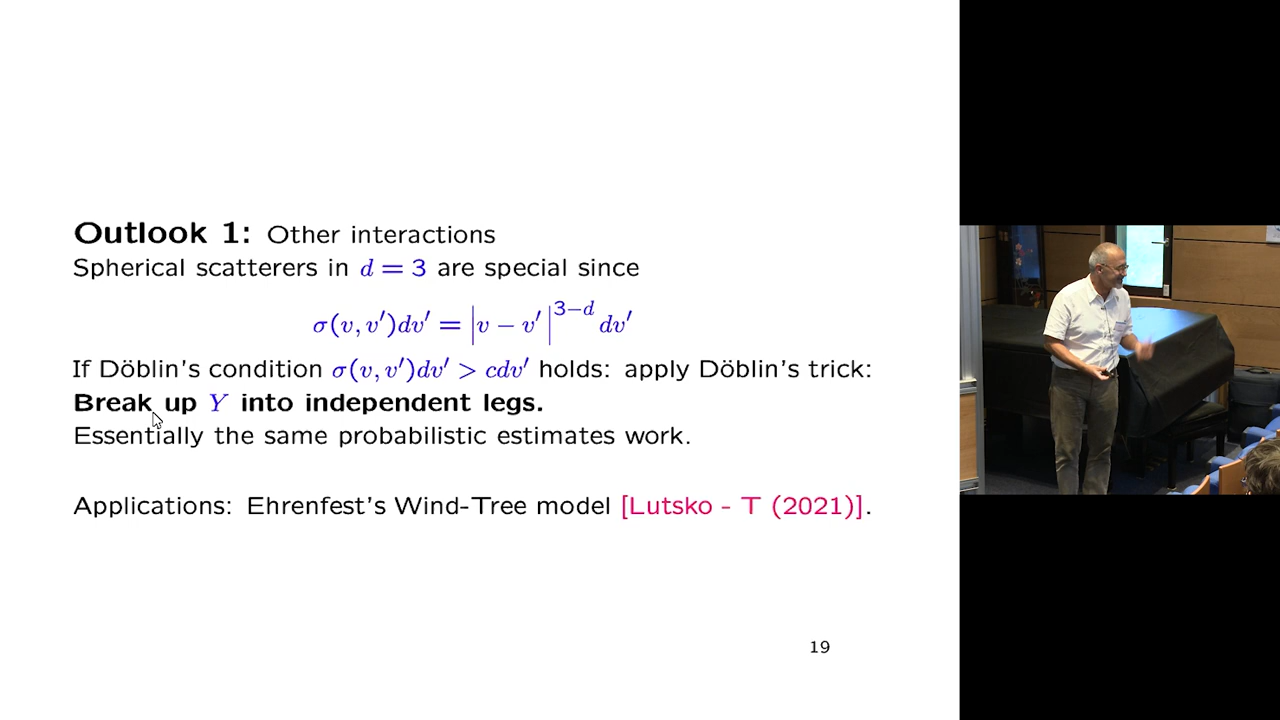 Outlook 1: Other interactions
Spherical scatterers in d = 3 are special since
σ(v, v′)dv′ = |v − v′|^{3−d} dv′
If Döblin's condition σ(v, v′)dv′ > cdv′ holds: apply Döblin's trick:
Break up Y into independent legs.
Essentially the same probabilistic estimates work.
Applications: Ehrenfest's Wind-Tree model [Lutsko - T (2021)].
19